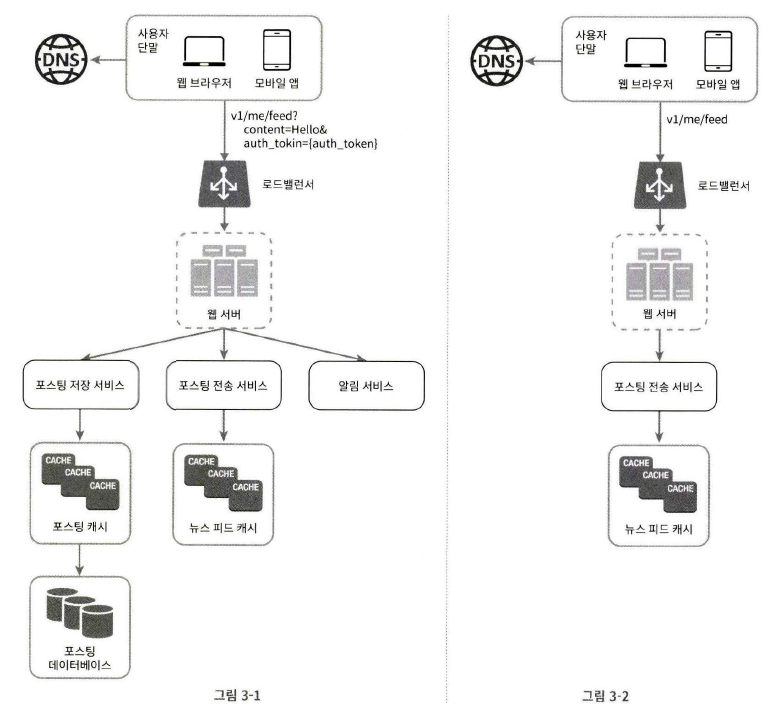 DNS
사용자
단말
웹 브라우저
모바일 앱
v1/me/feed?
content=Hello&
auth_tokin={auth_token}
로드밸런서
웹 서버
포스팅 저장 서비스
포스팅 전송 서비스
알림 서비스
CACHE
CACHE
CACHE
포스팅 캐시
CACHE
CACHE
CACHE
뉴스 피드 캐시
포스팅
데이터베이스
그림 3-1
DNS
사용자
단말
웹 브라우저
모바일 앱
v1/me/feed
로드밸런서
웹 서버
포스팅 전송 서비스
CACHE
CACHE
CACHE
뉴스 피드 캐시
그림 3-2